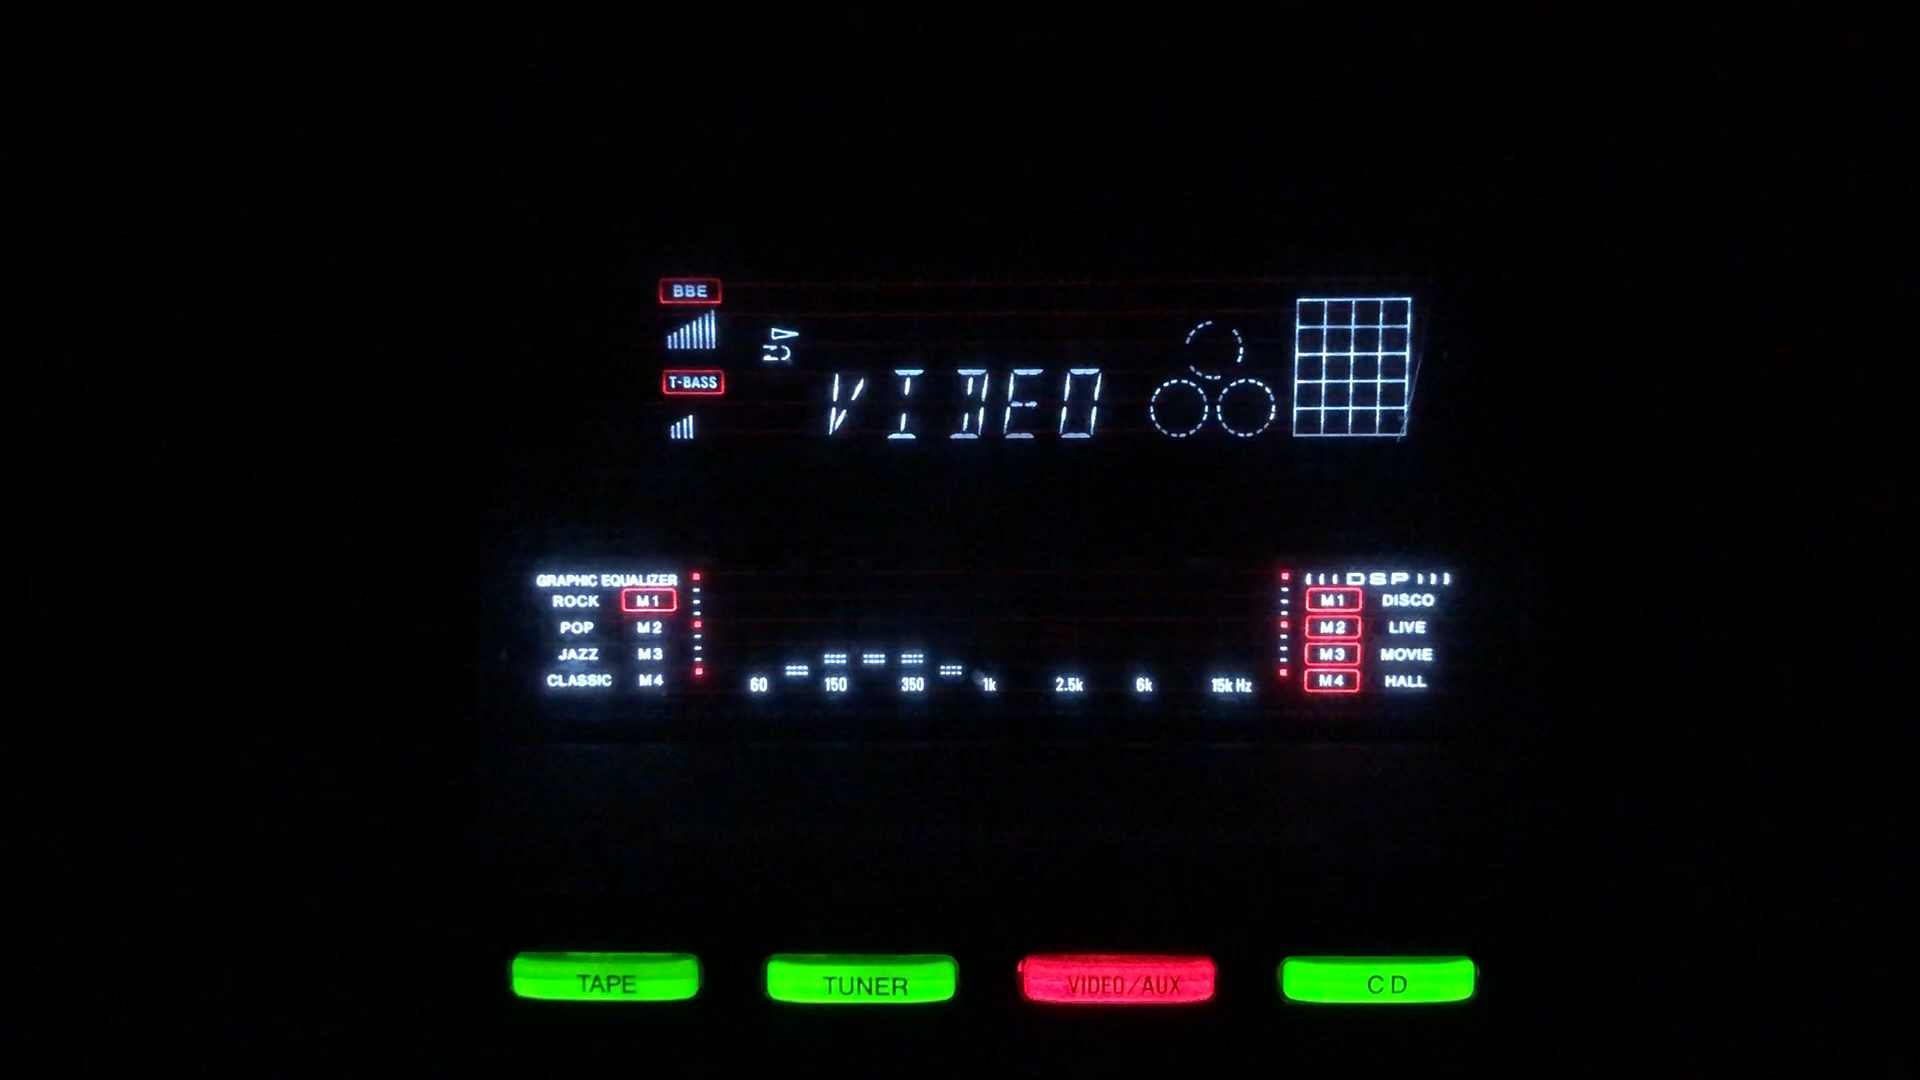 BBE
T-BASS
VIDEO
GRAPHIC EQUALIZER
ROCK M1
POP M2
JAZZ M3
CLASSIC M4
60 150 350 1k 2.5k 6k 15k Hz
DSP
M1 DISCO
M2 LIVE
M3 MOVIE
M4 HALL
TAPE TUNER VIDEO/AUX CD